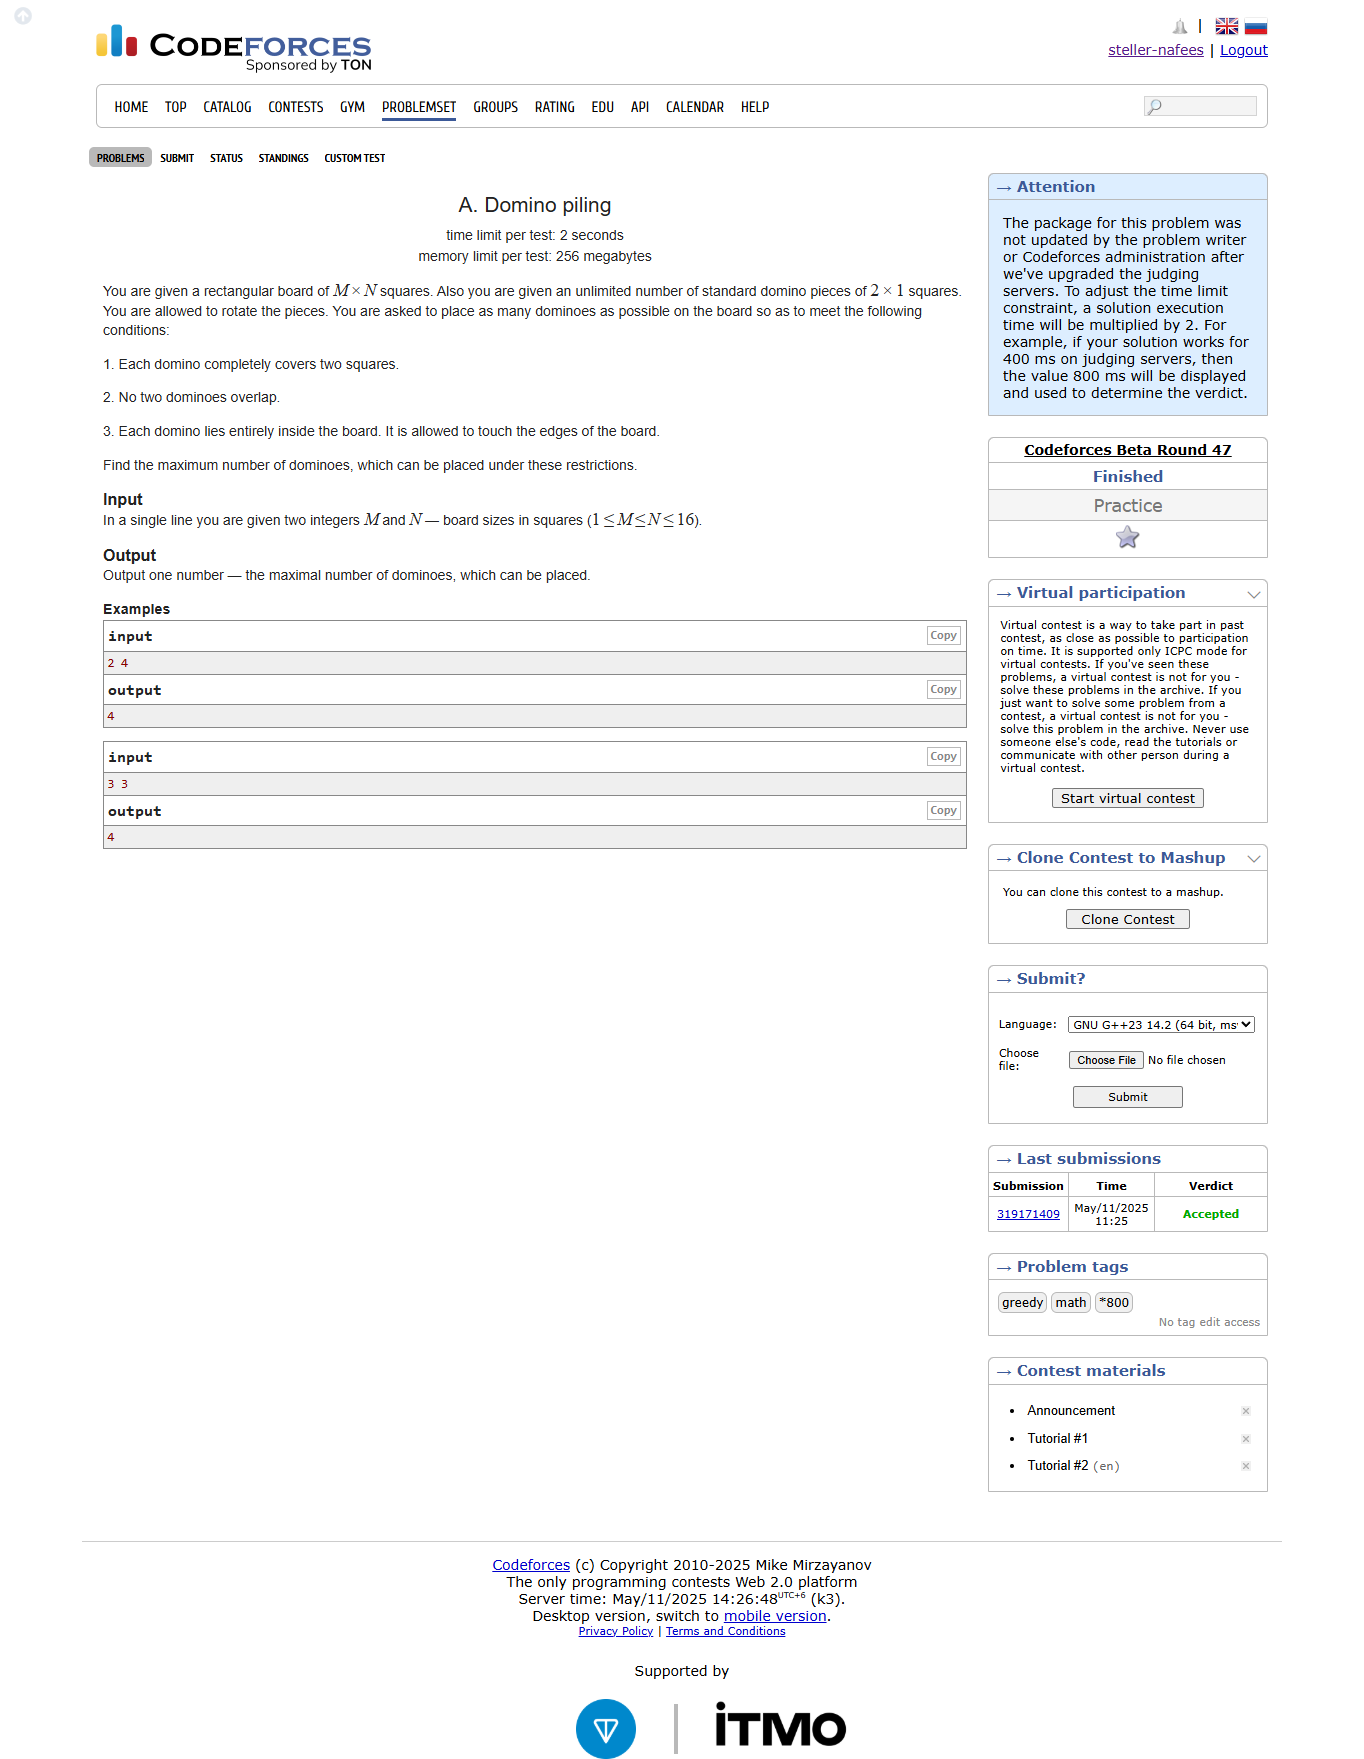 CODEFORCES
Sponsored by TON
|
steller-nafees | Logout
HOME TOP CATALOG CONTESTS GYM PROBLEMSET GROUPS RATING EDU API CALENDAR HELP
PROBLEMS SUBMIT STATUS STANDINGS CUSTOM TEST
A. Domino piling
time limit per test: 2 seconds
memory limit per test: 256 megabytes
You are given a rectangular board of M × N squares. Also you are given an unlimited number of standard domino pieces of 2 × 1 squares.
You are allowed to rotate the pieces. You are asked to place as many dominoes as possible on the board so as to meet the following
conditions:
1. Each domino completely covers two squares.
2. No two dominoes overlap.
3. Each domino lies entirely inside the board. It is allowed to touch the edges of the board.
Find the maximum number of dominoes, which can be placed under these restrictions.
Input
In a single line you are given two integers M and N — board sizes in squares (1 ≤ M ≤ N ≤ 16).
Output
Output one number — the maximal number of dominoes, which can be placed.
Examples
input Copy
2 4
output Copy
4
input Copy
3 3
output Copy
4
→ Attention
The package for this problem was
not updated by the problem writer
or Codeforces administration after
we've upgraded the judging
servers. To adjust the time limit
constraint, a solution execution
time will be multiplied by 2. For
example, if your solution works for
400 ms on judging servers, then
the value 800 ms will be displayed
and used to determine the verdict.
Codeforces Beta Round 47
Finished
Practice
→ Virtual participation
Virtual contest is a way to take part in past
contest, as close as possible to participation
on time. It is supported only ICPC mode for
virtual contests. If you've seen these
problems, a virtual contest is not for you -
solve these problems in the archive. If you
just want to solve some problem from a
contest, a virtual contest is not for you -
solve this problem in the archive. Never use
someone else's code, read the tutorials or
communicate with other person during a
virtual contest.
Start virtual contest
→ Clone Contest to Mashup
You can clone this contest to a mashup.
Clone Contest
→ Submit?
Language: GNU G++23 14.2 (64 bit, ms
Choose
file:
Choose File No file chosen
Submit
→ Last submissions
Submission Time Verdict
319171409 May/11/2025
11:25
Accepted
→ Problem tags
greedy math *800
No tag edit access
→ Contest materials
• Announcement ×
• Tutorial #1 ×
• Tutorial #2 (en) ×
Codeforces (c) Copyright 2010-2025 Mike Mirzayanov
The only programming contests Web 2.0 platform
Server time: May/11/2025 14:26:48UTC+6 (k3).
Desktop version, switch to mobile version.
Privacy Policy | Terms and Conditions
Supported by
iTMO